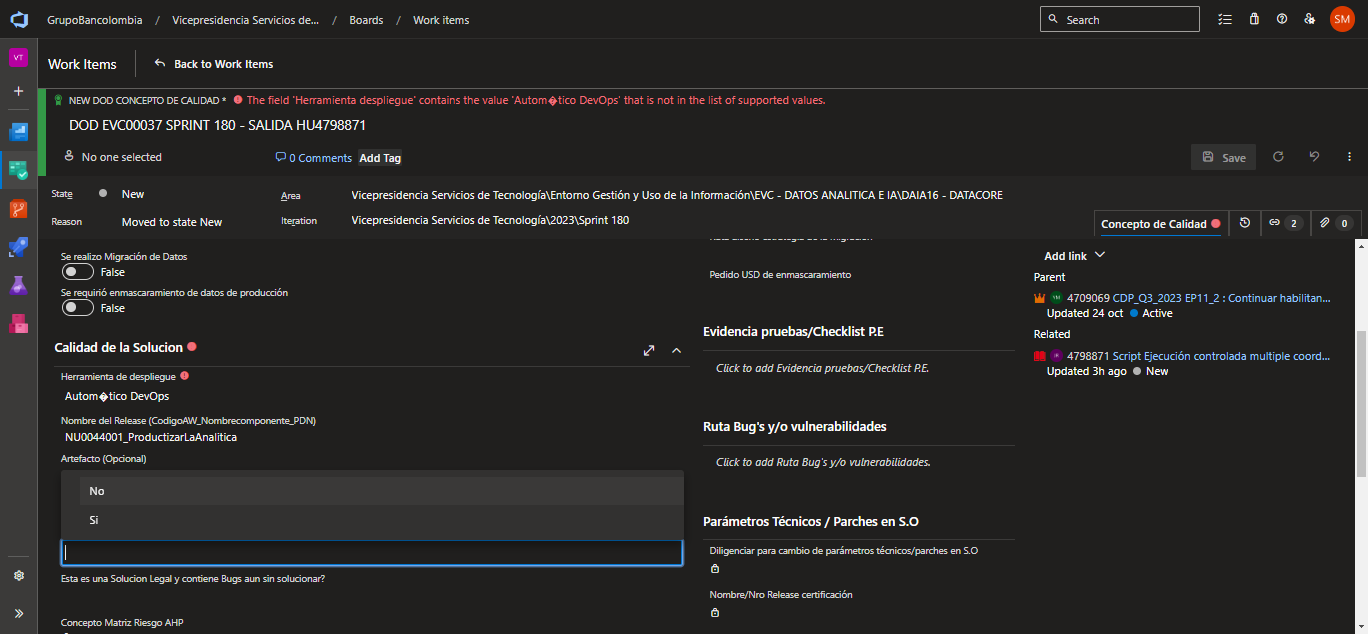 GrupoBancolombia / Vicepresidencia Servicios de... / Boards / Work items
Search
SM
VT
Work Items
Back to Work Items
NEW DOD CONCEPTO DE CALIDAD *
The field 'Herramienta despliegue' contains the value 'Autom�tico DevOps' that is not in the list of supported values.
DOD EVC00037 SPRINT 180 - SALIDA HU4798871
No one selected
0 Comments
Add Tag
Save
State
New
Area
Vicepresidencia Servicios de Tecnología\Entorno Gestión y Uso de la Información\EVC - DATOS ANALITICA E IA\DAIA16 - DATACORE
Reason
Moved to state New
Iteration
Vicepresidencia Servicios de Tecnología\2023\Sprint 180
Concepto de Calidad
2
0
Se realizo Migración de Datos
False
Se requirió enmascaramiento de datos de producción
False
Calidad de la Solucion
Herramienta de despliegue
Autom�tico DevOps
Nombre del Release (CodigoAW_Nombrecomponente_PDN)
NU0044001_ProductizarLaAnalitica
Artefacto (Opcional)
No
Si
Esta es una Solucion Legal y contiene Bugs aun sin solucionar?
Concepto Matriz Riesgo AHP
Ruta diseño estrategia de la migración
Pedido USD de enmascaramiento
Evidencia pruebas/Checklist P.E
Click to add Evidencia pruebas/Checklist P.E.
Ruta Bug's y/o vulnerabilidades
Click to add Ruta Bug's y/o vulnerabilidades.
Parámetros Técnicos / Parches en S.O
Diligenciar para cambio de parámetros técnicos/parches en S.O
Nombre/Nro Release certificación
Add link
Parent
4709069 CDP_Q3_2023 EP11_2 : Continuar habilitan...
Updated 24 oct
Active
Related
4798871 Script Ejecución controlada multiple coord...
Updated 3h ago
New